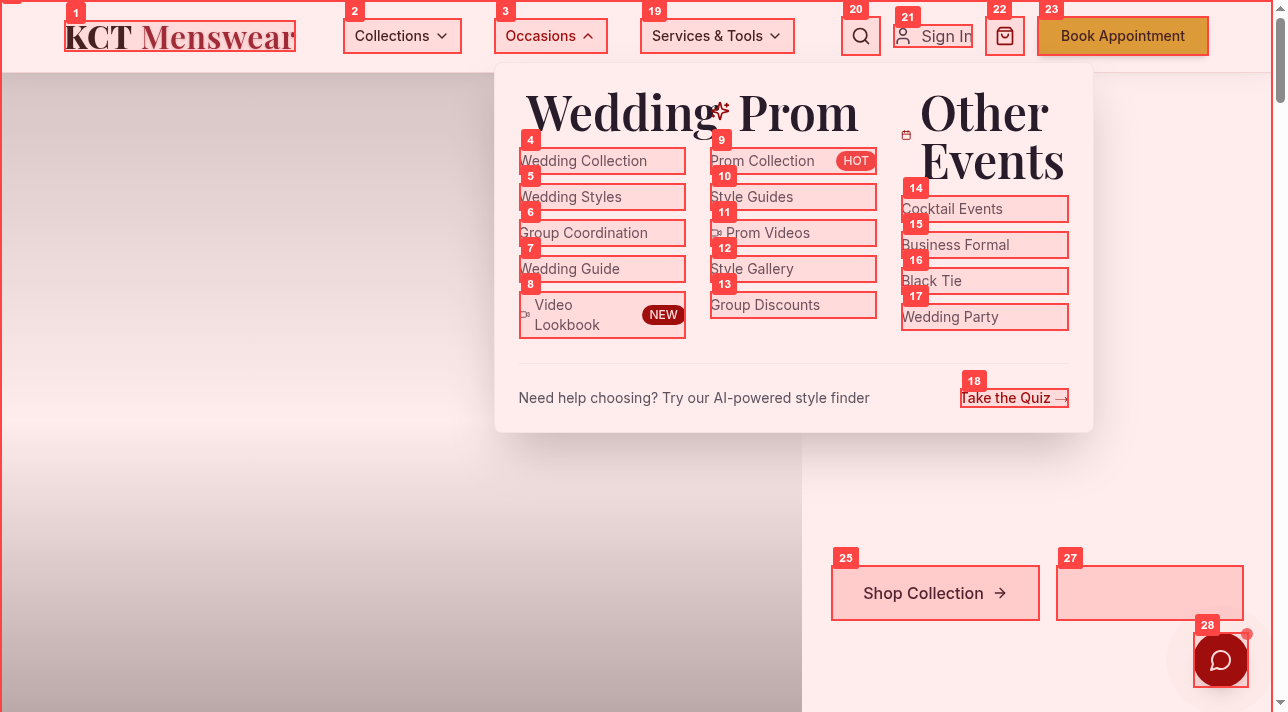 KCT Menswear
1
Collections
2
Occasions
3
Services & Tools
19
20
Sign In
21
22
Book Appointment
23
Wedding
4
Wedding Collection
5
Wedding Styles
6
Group Coordination
7
Wedding Guide
8
Video Lookbook
NEW
Prom
9
Prom Collection
HOT
10
Style Guides
11
Prom Videos
12
Style Gallery
13
Group Discounts
Other
Events
14
Cocktail Events
15
Business Formal
16
Black Tie
17
Wedding Party
Need help choosing? Try our AI-powered style finder
18
Take the Quiz →
25
Shop Collection →
27
28